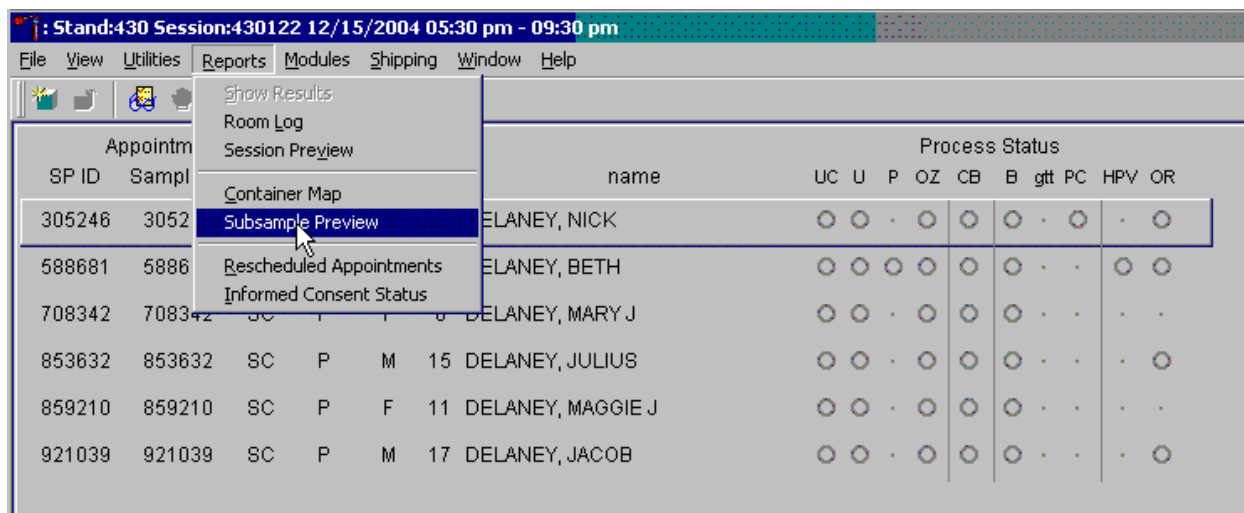 : Stand:430 Session:430122 12/15/2004 05:30 pm - 09:30 pm
File View Utilities Reports Modules Shipping Window Help
Show Results
Room Log
Session Preview
Container Map
Subsample Preview
Rescheduled Appointments
Informed Consent Status
Appointm Process Status
SP ID Sampl name UC U P OZ CB B gtt PC HPV OR
305246 3052 ELANEY, NICK
588681 5886 ELANEY, BETH
708342 708342 SC DELANEY, MARY J
853632 853632 SC P M 15 DELANEY, JULIUS
859210 859210 SC P F 11 DELANEY, MAGGIE J
921039 921039 SC P M 17 DELANEY, JACOB